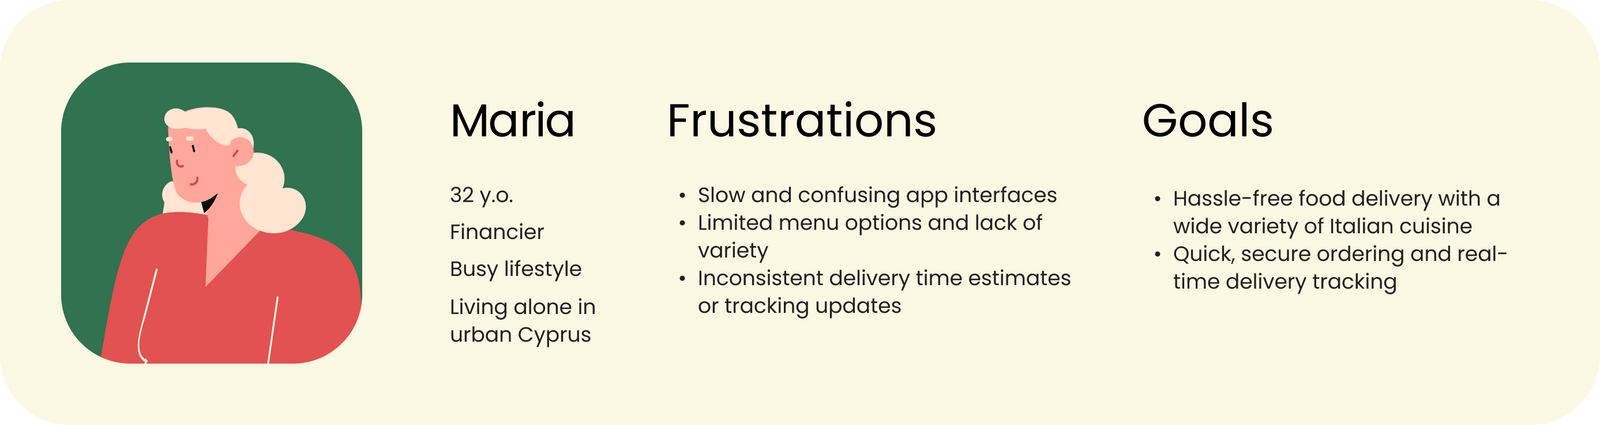 Maria
32 y.o.
Financier
Busy lifestyle
Living alone in
urban Cyprus
Frustrations
• Slow and confusing app interfaces
• Limited menu options and lack of
variety
• Inconsistent delivery time estimates
or tracking updates
Goals
• Hassle-free food delivery with a
wide variety of Italian cuisine
• Quick, secure ordering and real-
time delivery tracking